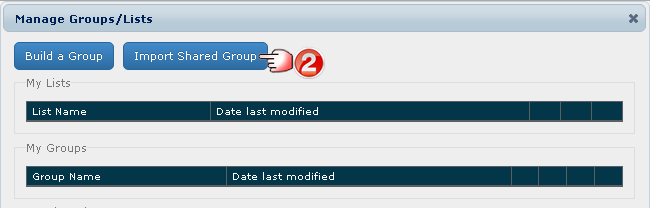 Manage Groups/Lists
Build a Group Import Shared Group 2
My Lists
List Name Date last modified
My Groups
Group Name Date last modified